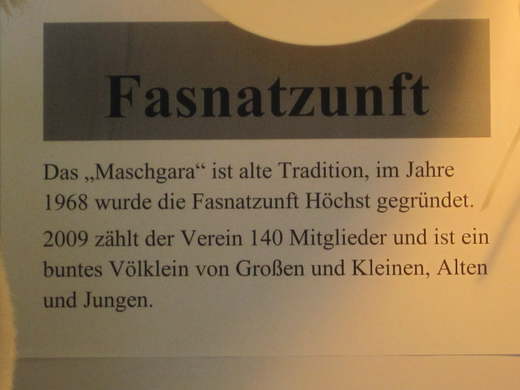 Fasnatzunft
Das „Maschgara“ ist alte Tradition, im Jahre
1968 wurde die Fasnatzunft Höchst gegründet.
2009 zählt der Verein 140 Mitglieder und ist ein
buntes Völklein von Großen und Kleinen, Alten
und Jungen.